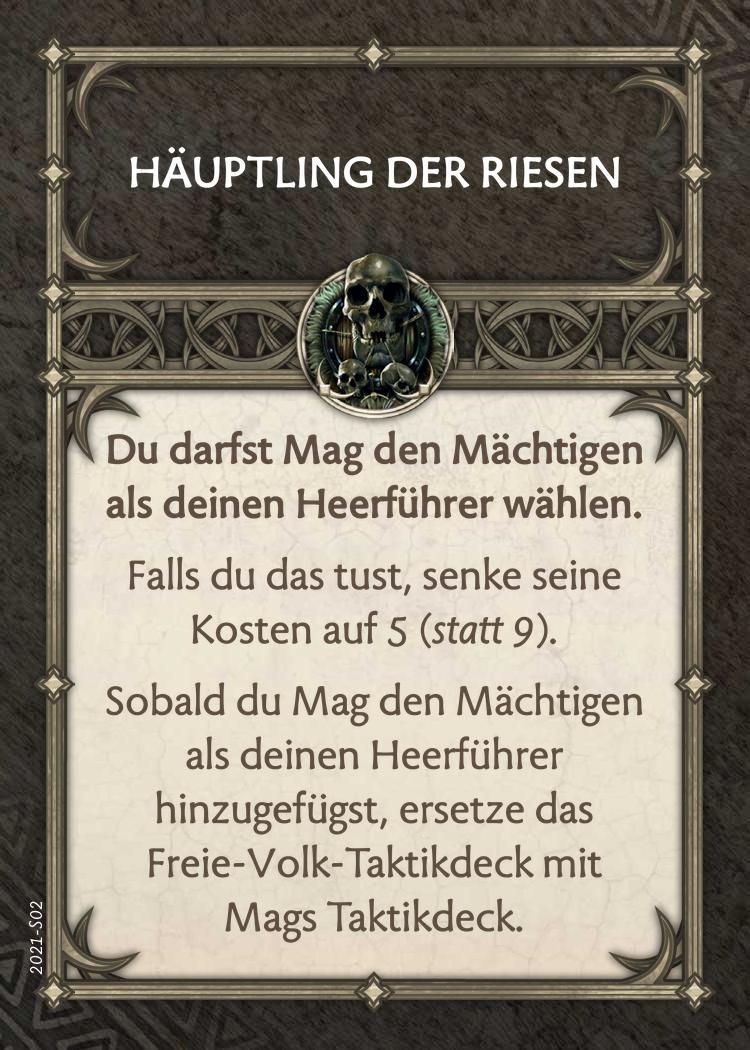 HÄUPTLING DER RIESEN
Du darfst Mag den Mächtigen
als deinen Heerführer wählen.
Falls du das tust, senke seine
Kosten auf 5 (statt 9).
Sobald du Mag den Mächtigen
als deinen Heerführer
hinzugefügst, ersetze das
Freie-Volk-Taktikdeck mit
Mags Taktikdeck.
2021-S02